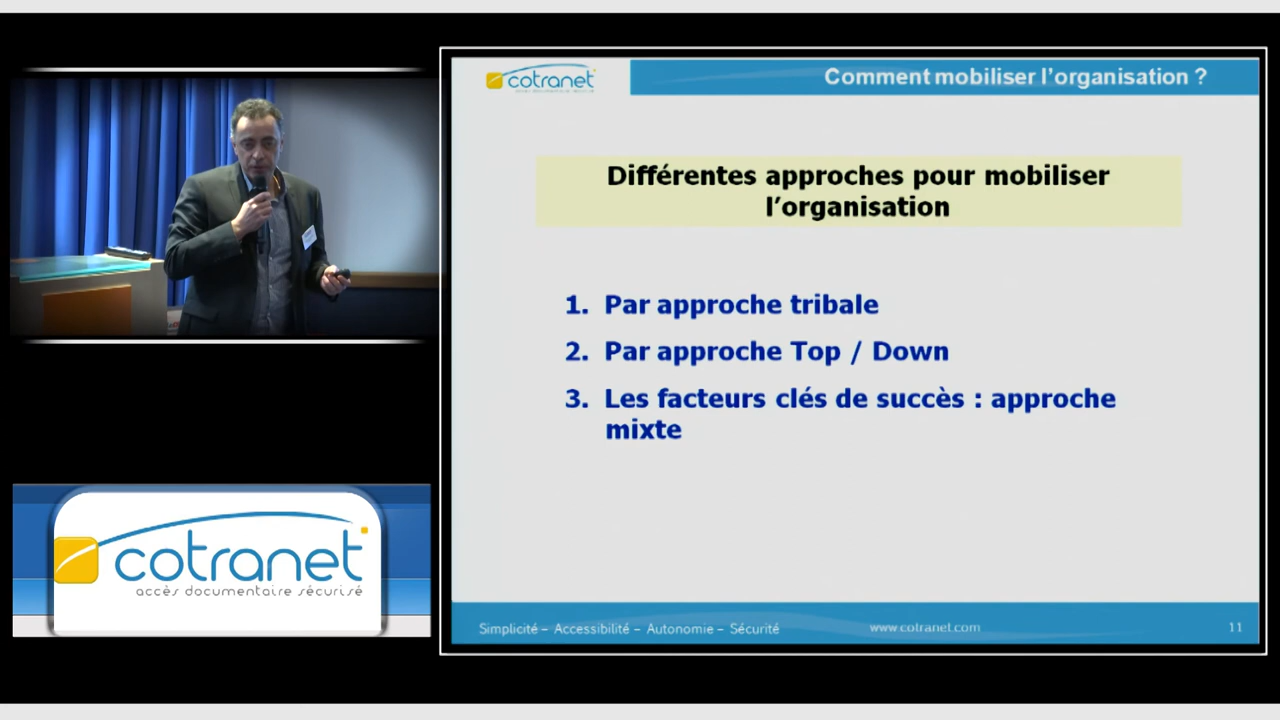 cotranet
Comment mobiliser l'organisation ?
Différentes approches pour mobiliser
l'organisation
1. Par approche tribale
2. Par approche Top / Down
3. Les facteurs clés de succès : approche
mixte
cotranet
accès documentaire sécurisé
Simplicité – Accessibilité – Autonomie – Sécurité
www.cotranet.com
11